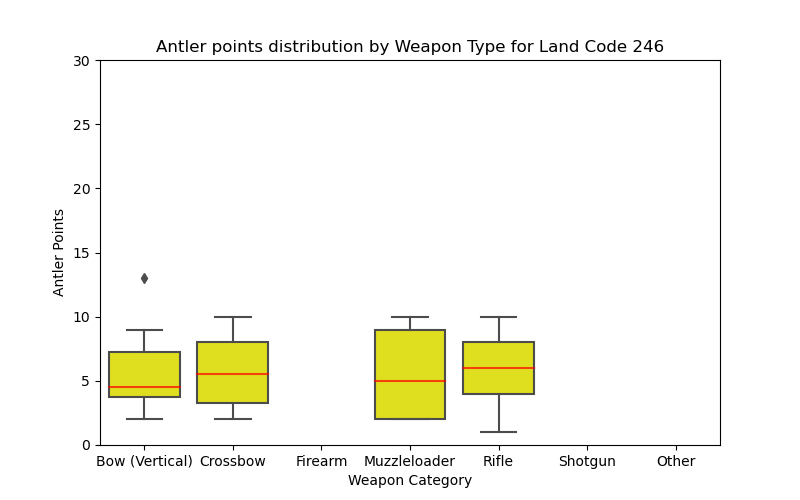 Antler points distribution by Weapon Type for Land Code 246
30
25
20
15
10
5
0
Antler Points
Bow (Vertical) Crossbow Firearm Muzzleloader Rifle Shotgun Other
Weapon Category